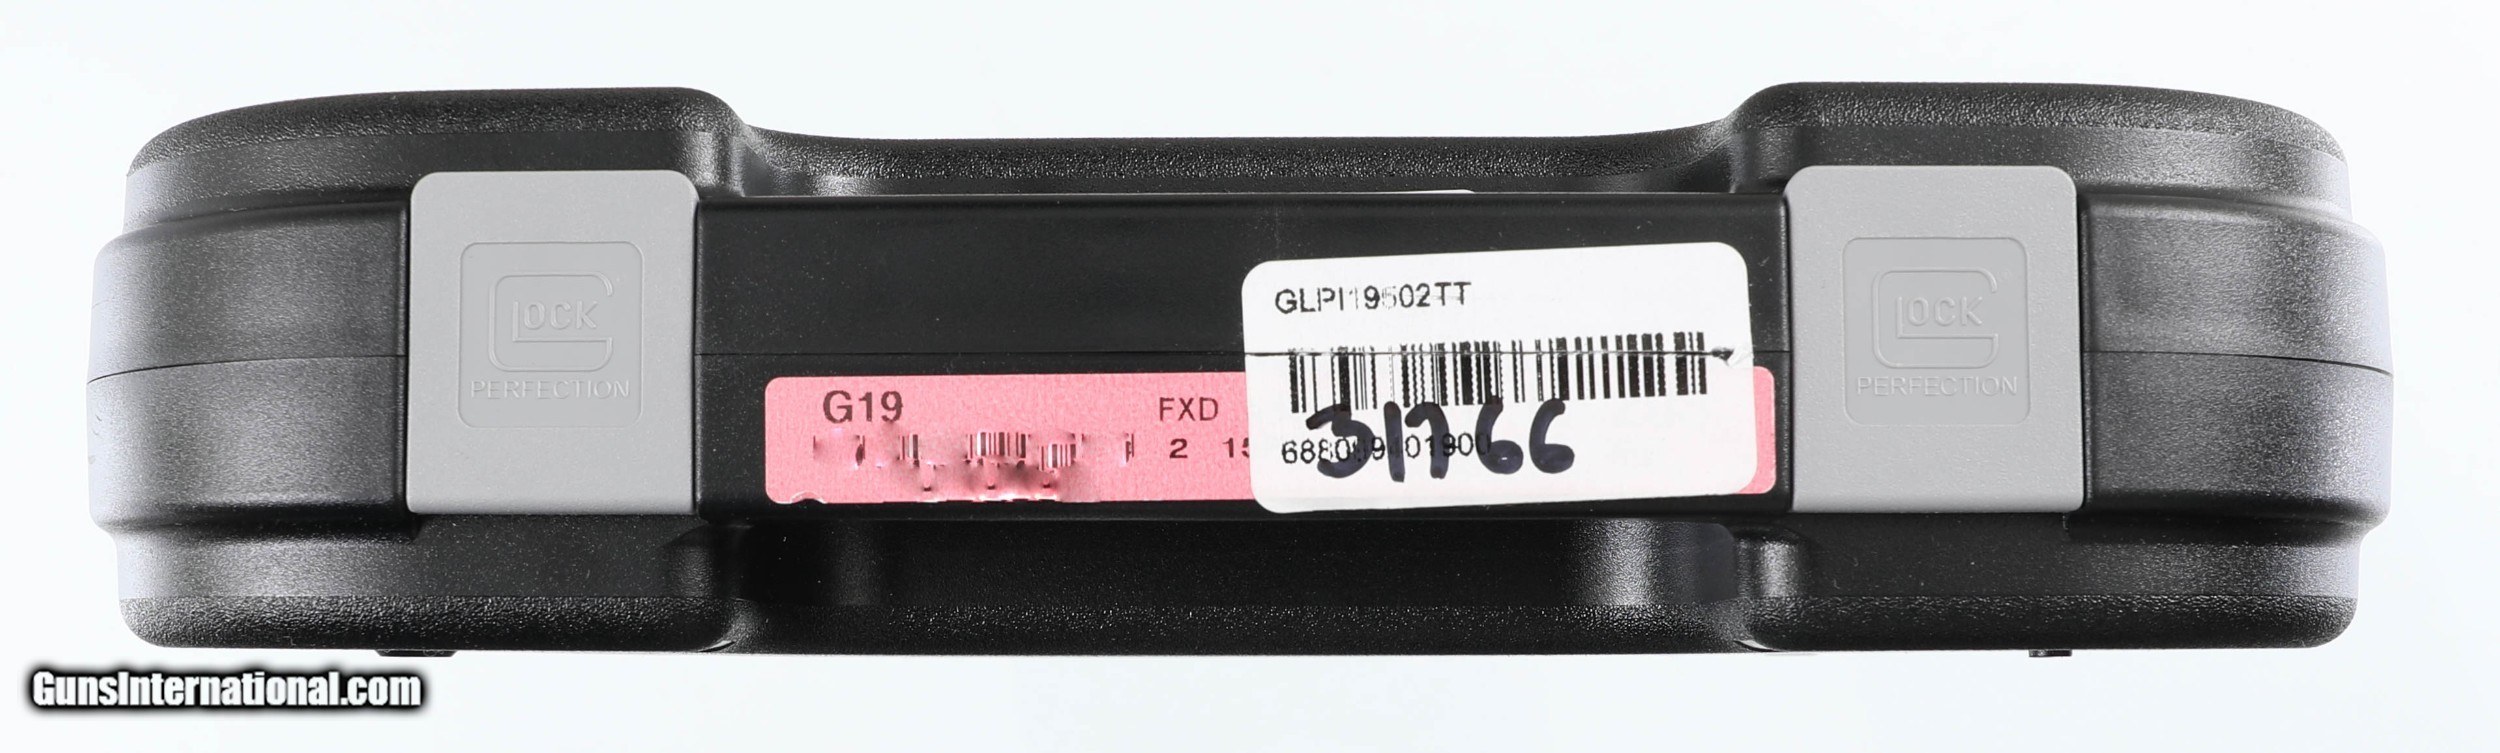 GLOCK
PERFECTION
GLOCK
PERFECTION
GLPI19502TT
G19
FXD
2 15
31766
GunsInternational.com